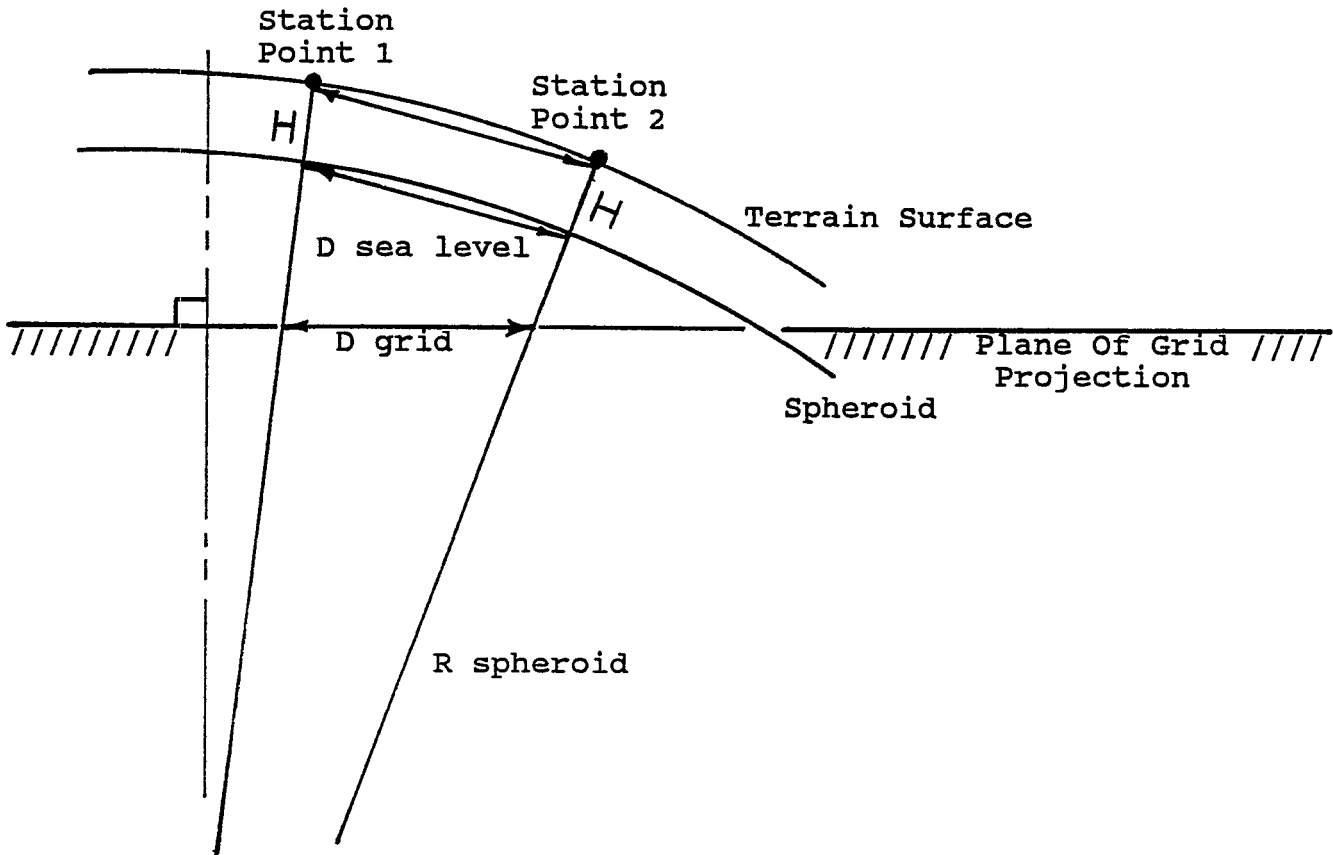 Station
Point 1
Station
Point 2
H
H
Terrain Surface
D sea level
D grid
Plane Of Grid
Projection
Spheroid
R spheroid